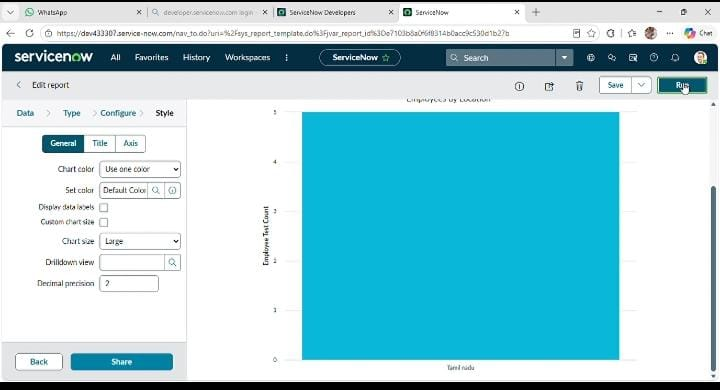 WhatsApp
developer.servicenow.com login
ServiceNow Developers
ServiceNow
https://dev433307.service-now.com/nav_to.do?uri=%2Fsys_report_template.do%3Fjvar_report_id%3De7103b8a0f6f8314b0acc9c530d1b27b
Chat
servicenow
All
Favorites
History
Workspaces
ServiceNow
Search
Edit report
Save
Run
Data > Type > Configure > Style
General
Title
Axis
Chart color
Use one color
Set color
Default Color
Display data labels
Custom chart size
Chart size
Large
Drilldown view
Decimal precision
2
Back
Share
Employees by Location
Employee Test Count
5
4
3
2
1
0
Tamil nadu